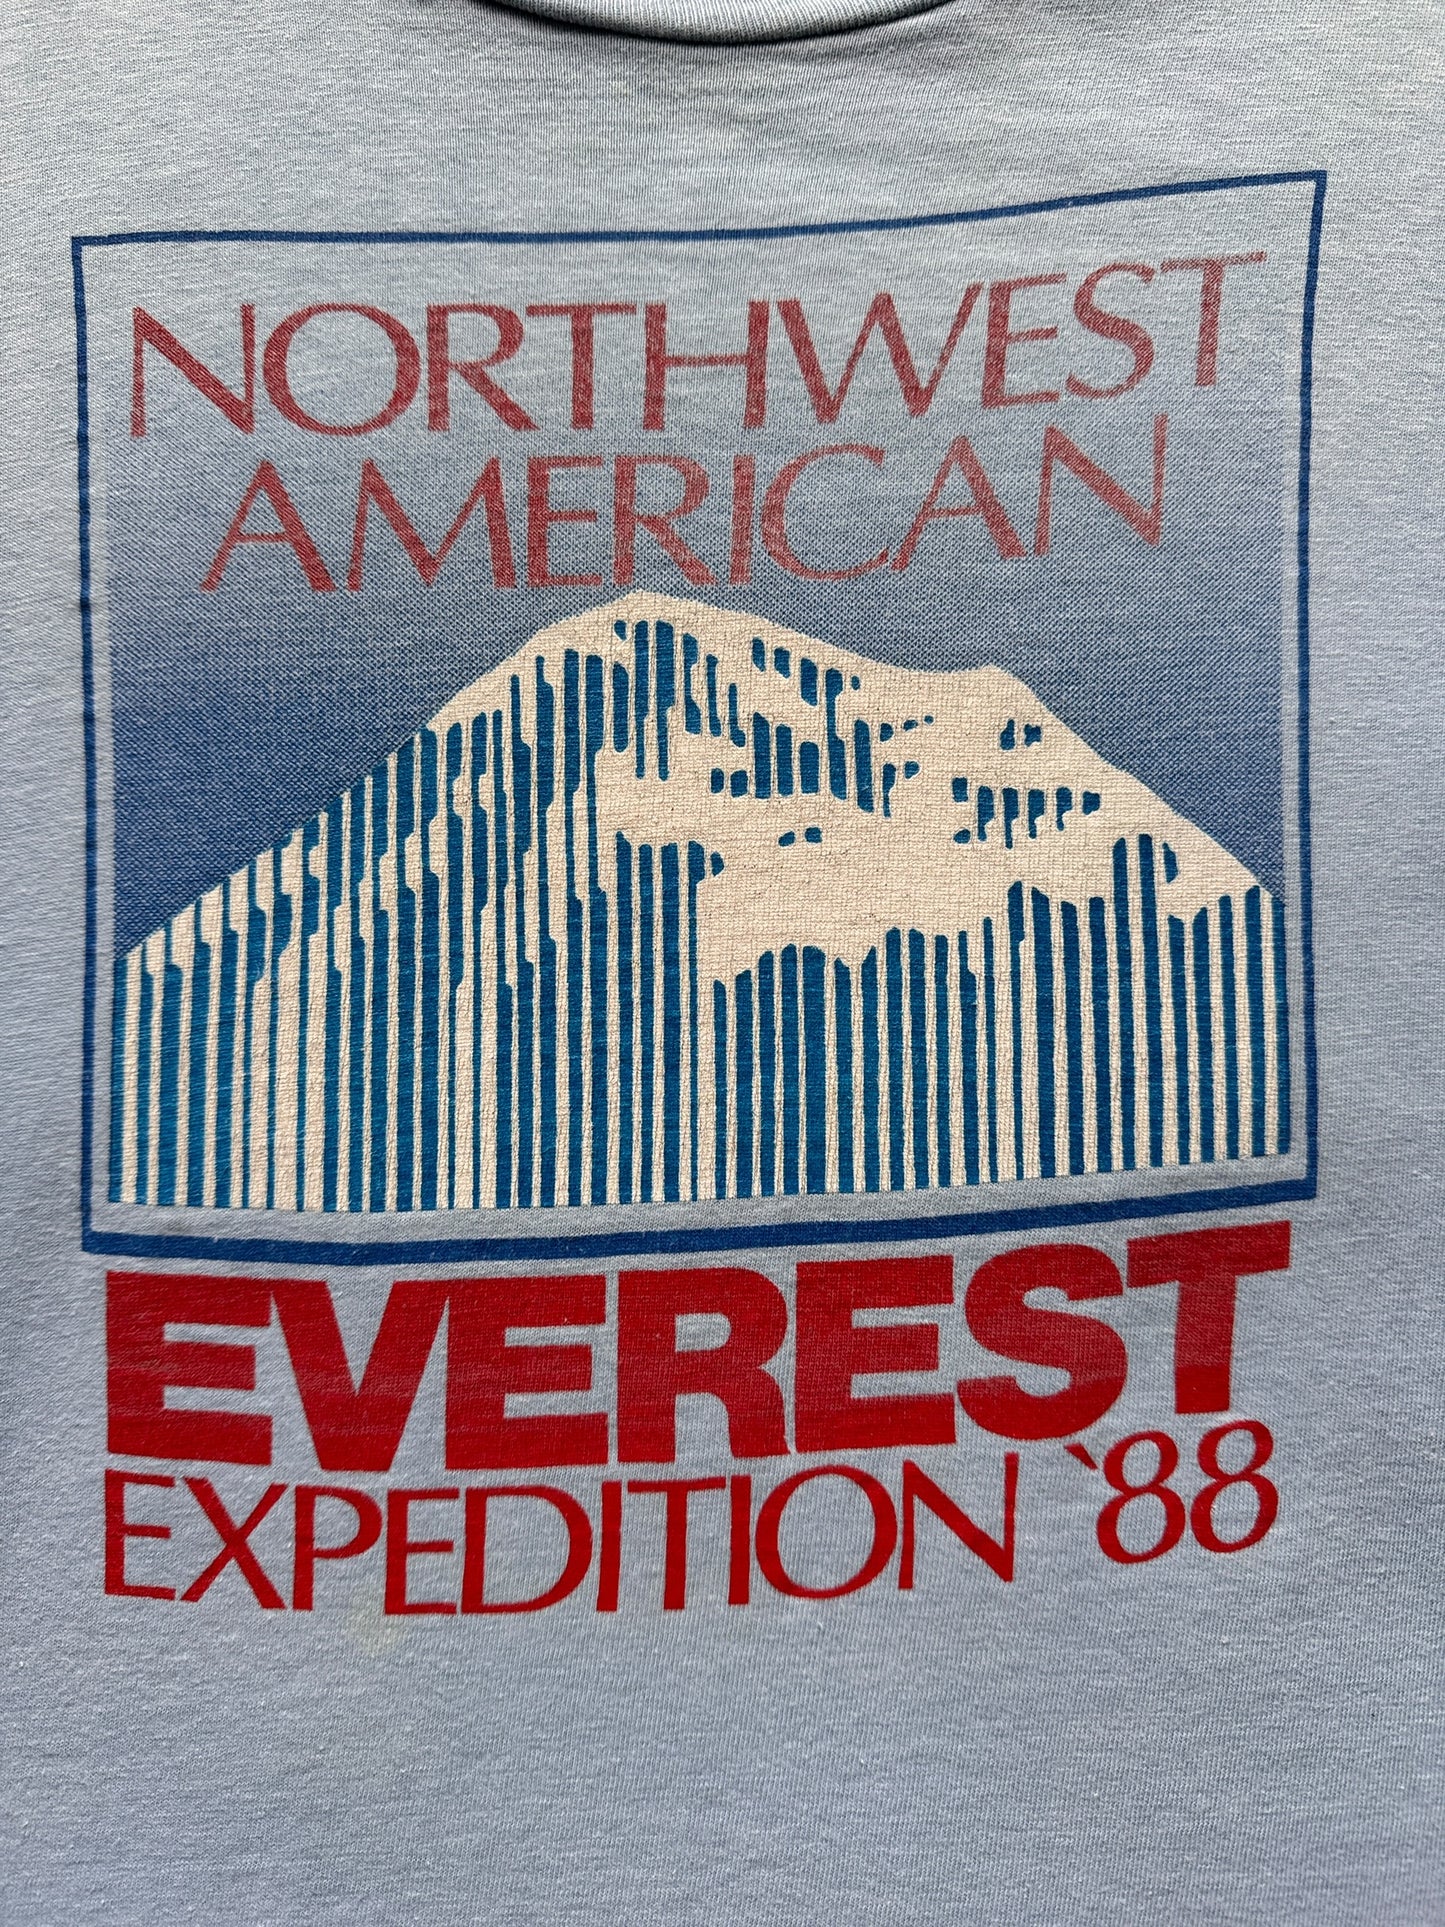 NORTHWEST
AMERICAN
EVEREST
EXPEDITION '88